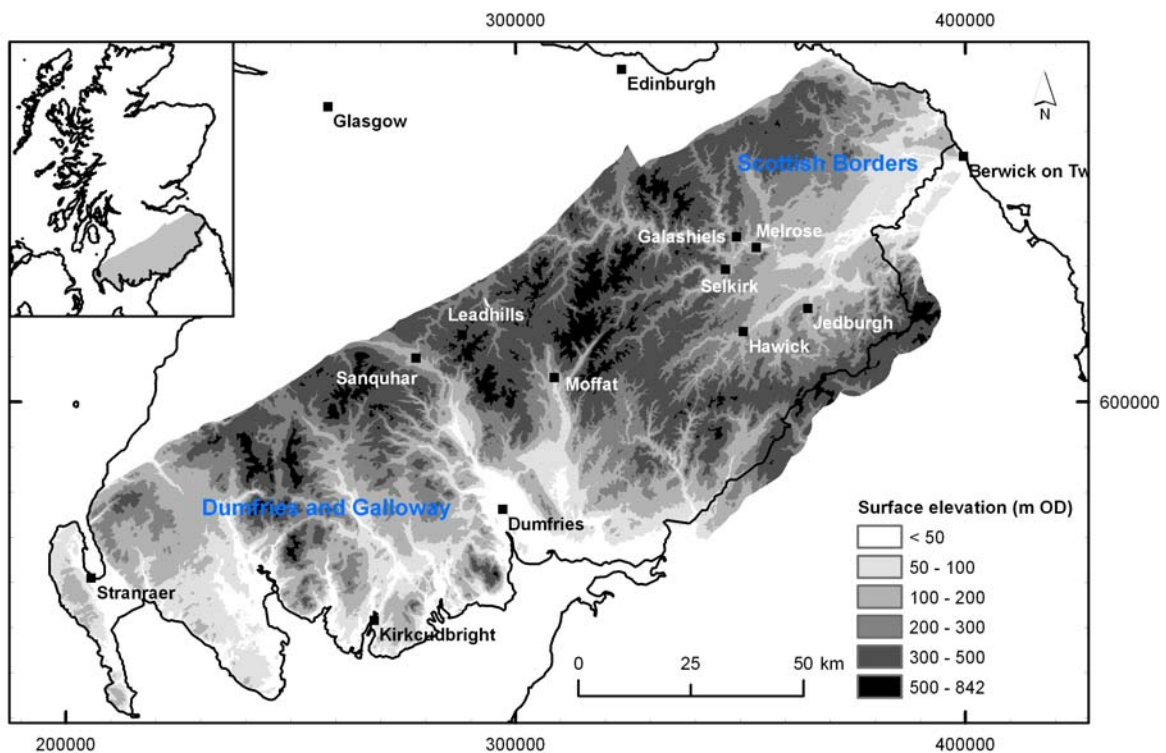 300000
400000
Edinburgh
Glasgow
N
Scottish Borders
Berwick on Tw
Galashiels
Melrose
Selkirk
Leadhills
Jedburgh
Hawick
Sanquhar
Moffat
600000
Dumfries and Galloway
Dumfries
Surface elevation (m OD)
< 50
50 - 100
100 - 200
200 - 300
300 - 500
500 - 842
Stranraer
Kirkcudbright
0 25 50 km
200000
300000
400000